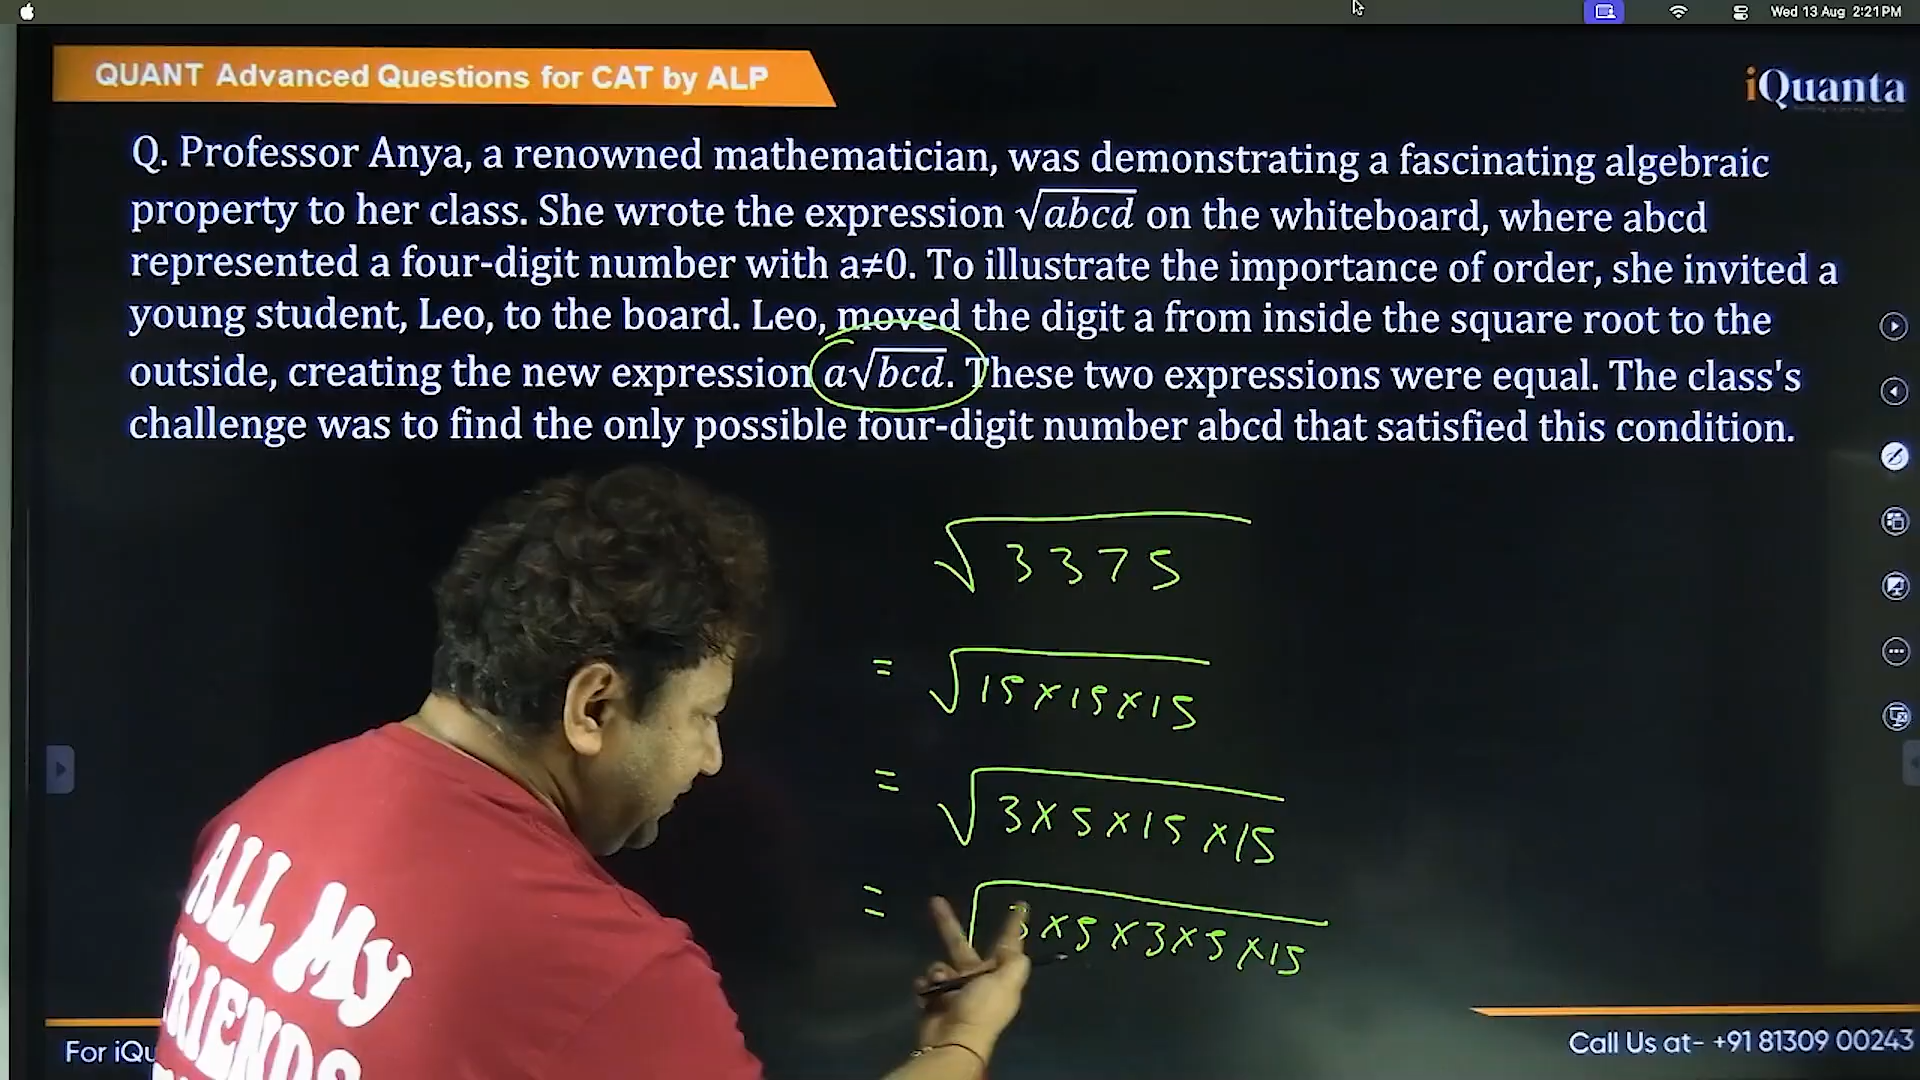 Wed 13 Aug 2:21 PM
QUANT Advanced Questions for CAT by ALP
iQuanta
Q. Professor Anya, a renowned mathematician, was demonstrating a fascinating algebraic
property to her class. She wrote the expression √abcd on the whiteboard, where abcd
represented a four-digit number with a≠0. To illustrate the importance of order, she invited a
young student, Leo, to the board. Leo, moved the digit a from inside the square root to the
outside, creating the new expression a√bcd. These two expressions were equal. The class's
challenge was to find the only possible four-digit number abcd that satisfied this condition.
√3375
= √15×15×15
= √3×5×15×15
= √3×5×3×5×15
ALL MY
FRIENDS
For iQu
Call Us at- +91 81309 00243